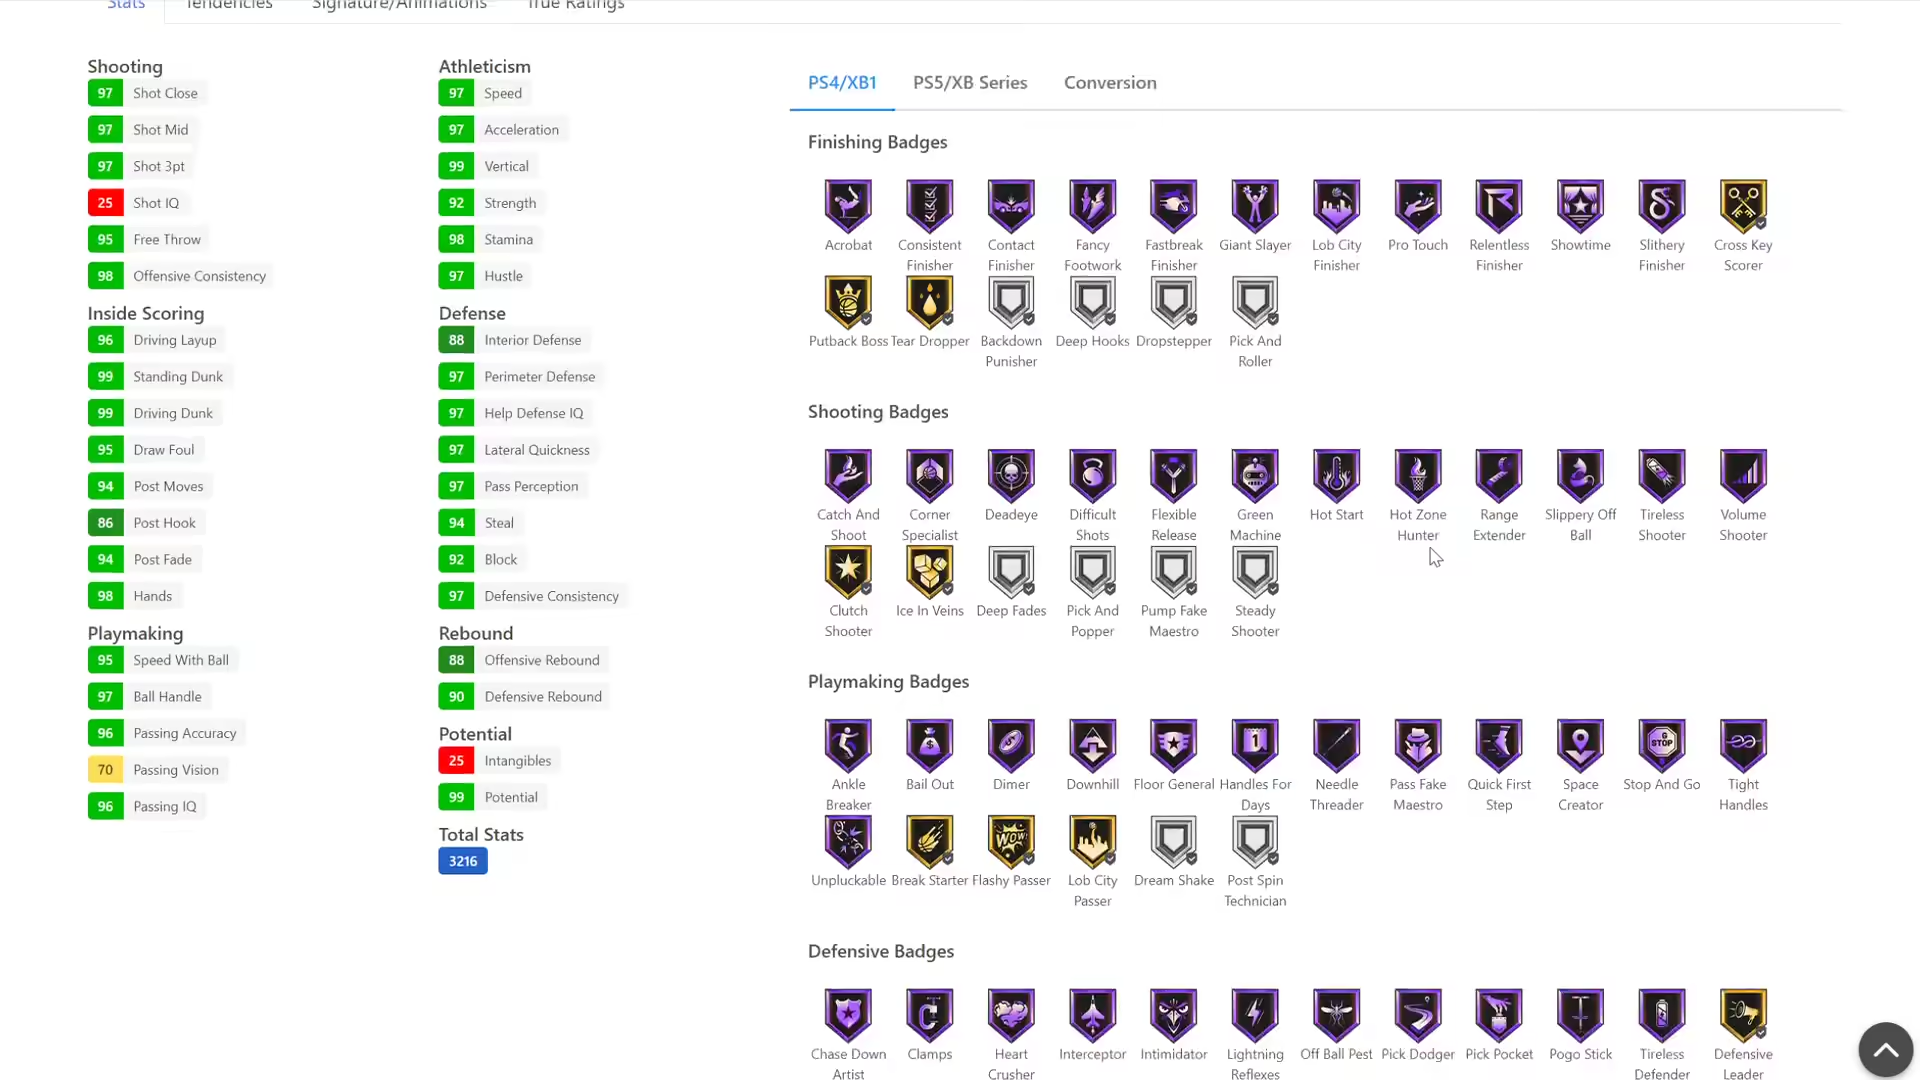 Stats Tendencies Signature/Animations True Ratings
Shooting
97 Shot Close
97 Shot Mid
97 Shot 3pt
25 Shot IQ
95 Free Throw
98 Offensive Consistency
Inside Scoring
96 Driving Layup
99 Standing Dunk
99 Driving Dunk
95 Draw Foul
94 Post Moves
86 Post Hook
94 Post Fade
98 Hands
Playmaking
95 Speed With Ball
97 Ball Handle
96 Passing Accuracy
70 Passing Vision
96 Passing IQ
Athleticism
97 Speed
97 Acceleration
99 Vertical
92 Strength
98 Stamina
97 Hustle
Defense
88 Interior Defense
97 Perimeter Defense
97 Help Defense IQ
97 Lateral Quickness
97 Pass Perception
94 Steal
92 Block
97 Defensive Consistency
Rebound
88 Offensive Rebound
90 Defensive Rebound
Potential
25 Intangibles
99 Potential
Total Stats
3216
PS4/XB1 PS5/XB Series Conversion
Finishing Badges
Acrobat Consistent Contact Fancy Fastbreak Giant Slayer Lob City Pro Touch Relentless Showtime Slithery Cross Key
Finisher Finisher Footwork Finisher Finisher Finisher Finisher Scorer
Putback Boss Tear Dropper Backdown Deep Hooks Dropstepper Pick And
Punisher Roller
Shooting Badges
Catch And Corner Deadeye Difficult Flexible Green Hot Start Hot Zone Range Slippery Off Tireless Volume
Shoot Specialist Shots Release Machine Hunter Extender Ball Shooter Shooter
Clutch Ice In Veins Deep Fades Pick And Pump Fake Steady
Shooter Popper Maestro Shooter
Playmaking Badges
1 G STOP
Ankle Bail Out Dimer Downhill Floor General Handles For Needle Pass Fake Quick First Space Stop And Go Tight
Breaker Days Threader Maestro Step Creator Handles
WOW
Unpluckable Break Starter Flashy Passer Lob City Dream Shake Post Spin
Passer Technician
Defensive Badges
Chase Down Clamps Heart Interceptor Intimidator Lightning Off Ball Pest Pick Dodger Pick Pocket Pogo Stick Tireless Defensive
Artist Crusher Reflexes Defender Leader